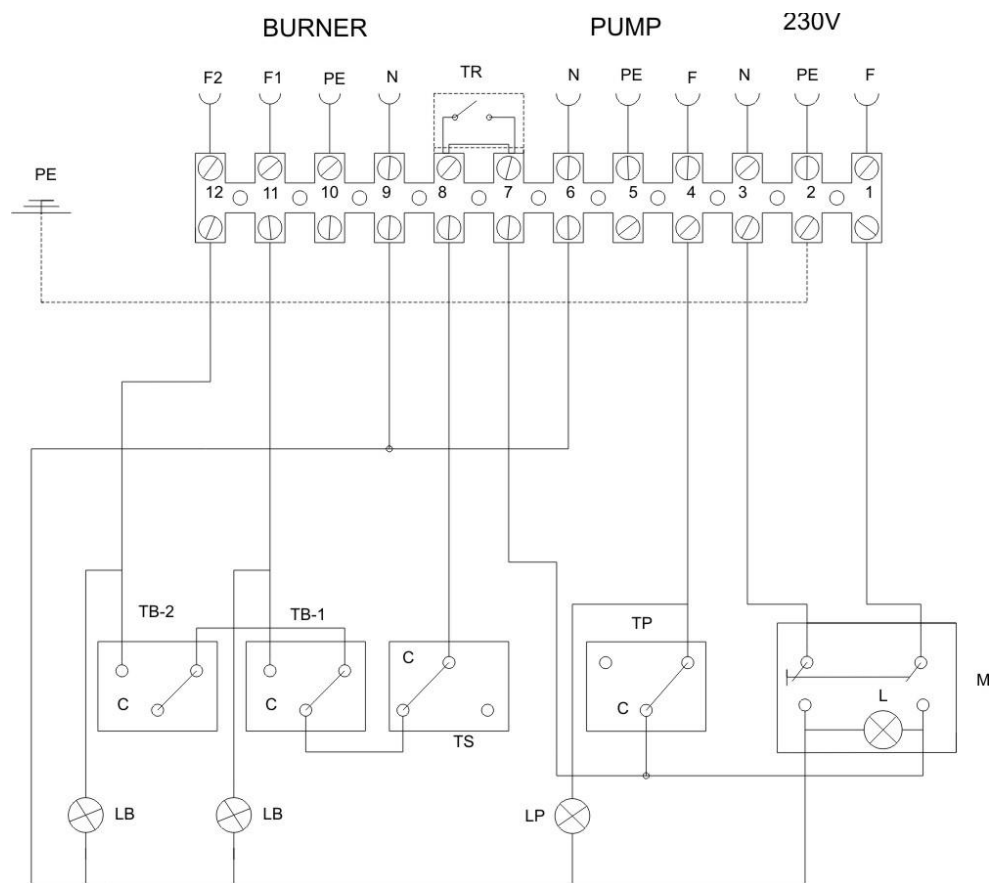 BURNER PUMP 230V
F2 F1 PE N TR N PE F N PE F
PE
12 11 10 9 8 7 6 5 4 3 2 1
TB-2 TB-1 TP
C
C C C
M
L
TS
LB LB LP